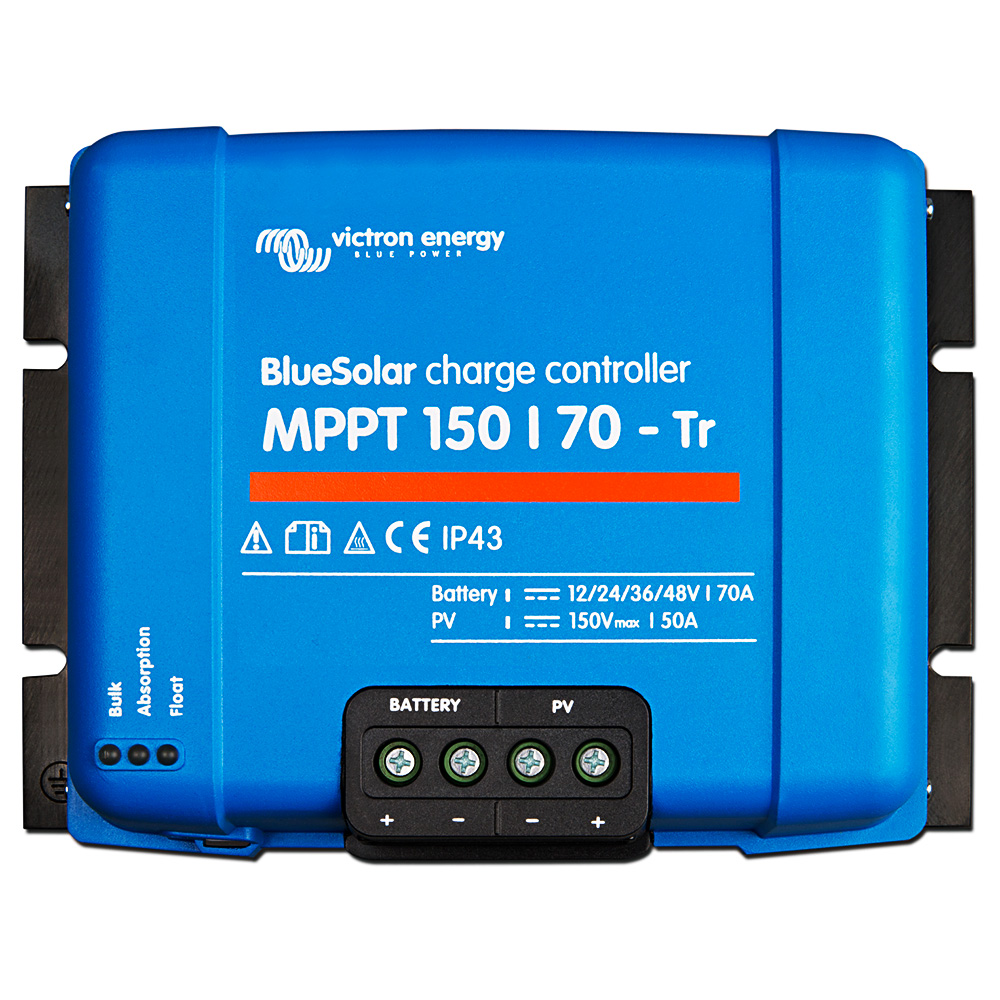 victron energy
BLUE POWER
BlueSolar charge controller
MPPT 150 | 70 - Tr
CE IP43
Battery 12/24/36/48V | 70A
PV 150Vmax | 50A
Bulk
Absorption
Float
BATTERY PV
+ - - +